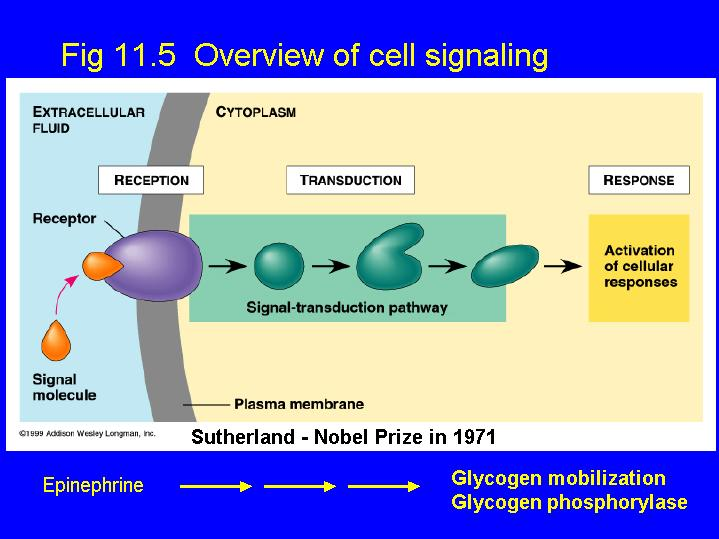 Fig 11.5 Overview of cell signaling
EXTRACELLULAR
FLUID
CYTOPLASM
RECEPTION
TRANSDUCTION
RESPONSE
Receptor
Activation
of cellular
responses
Signal-transduction pathway
Signal
molecule
Plasma membrane
©1999 Addison Wesley Longman, Inc.
Sutherland - Nobel Prize in 1971
Epinephrine
Glycogen mobilization
Glycogen phosphorylase